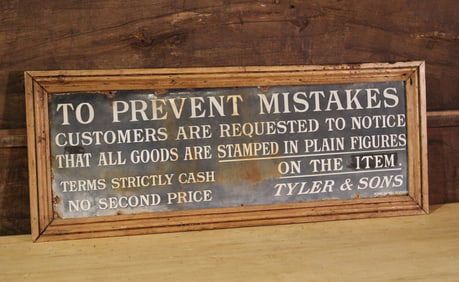 TO PREVENT MISTAKES
CUSTOMERS ARE REQUESTED TO NOTICE
THAT ALL GOODS ARE STAMPED IN PLAIN FIGURES
ON THE ITEM.
TERMS STRICTLY CASH
NO SECOND PRICE
TYLER & SONS